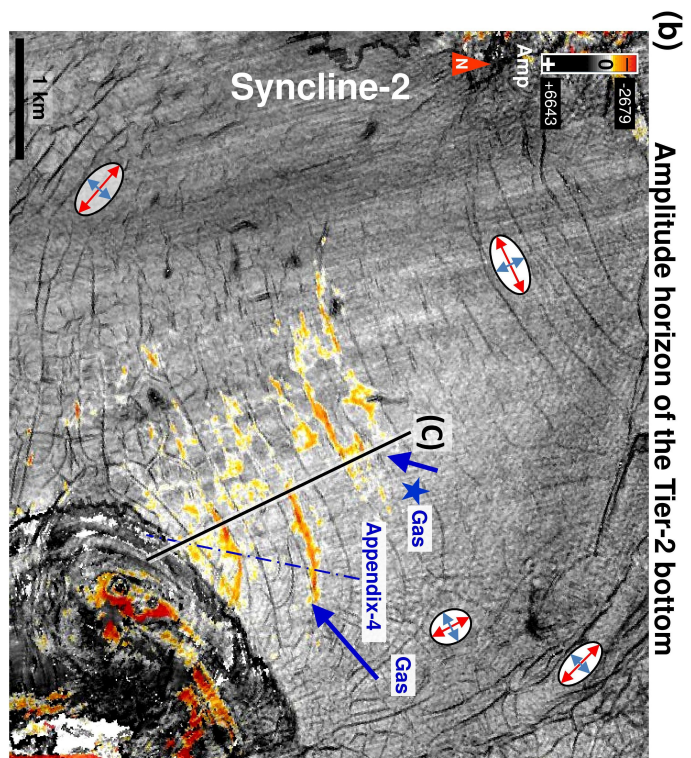 (b) Amplitude horizon of the Tier-2 bottom
N
Amp
+ 0 −
+6643
-2679
Syncline-2
1 km
(C)
Gas
Appendix-4
Gas